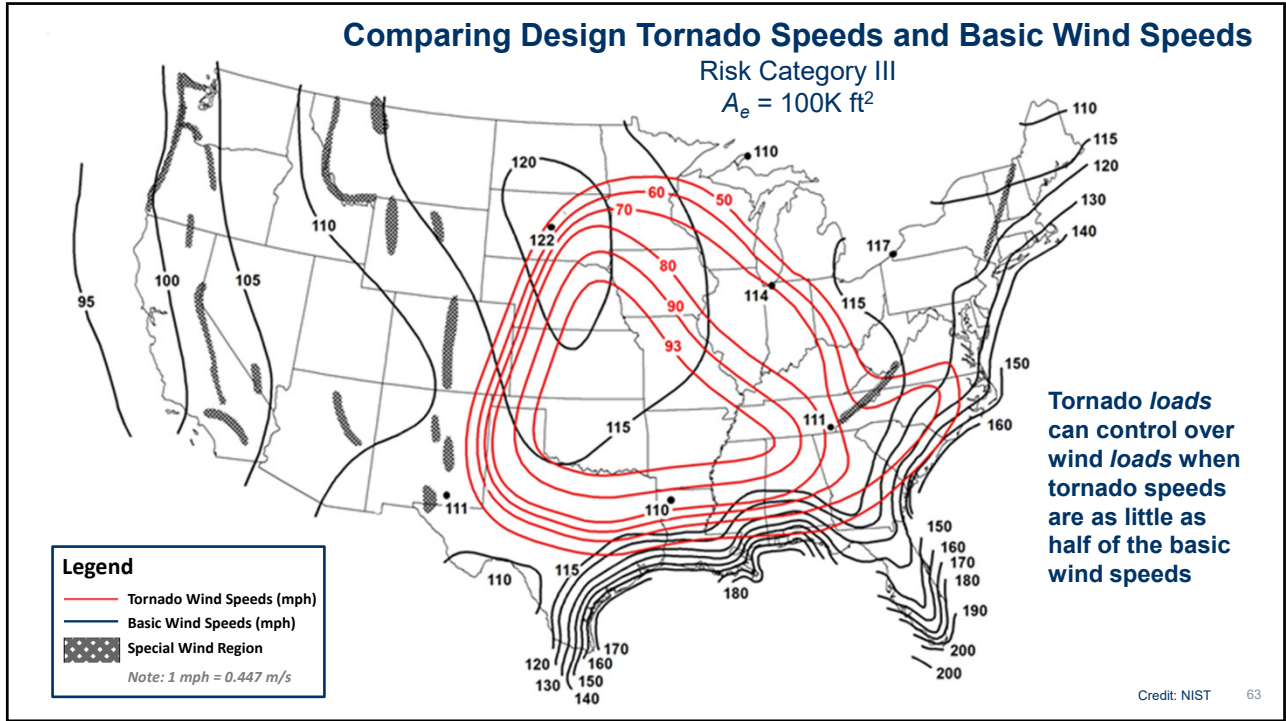 Comparing Design Tornado Speeds and Basic Wind Speeds
Risk Category III
Ae = 100K ft2
110
115
120
130
140
110
120
60
50
70
122
110
117
100
105
80
115
114
95
90
93
150
160
111
115
111
110
150
160
170
180
190
200
200
110
115
180
120
130
170
160
150
140
Tornado loads
can control over
wind loads when
tornado speeds
are as little as
half of the basic
wind speeds
Legend
Tornado Wind Speeds (mph)
Basic Wind Speeds (mph)
Special Wind Region
Note: 1 mph = 0.447 m/s
Credit: NIST 63